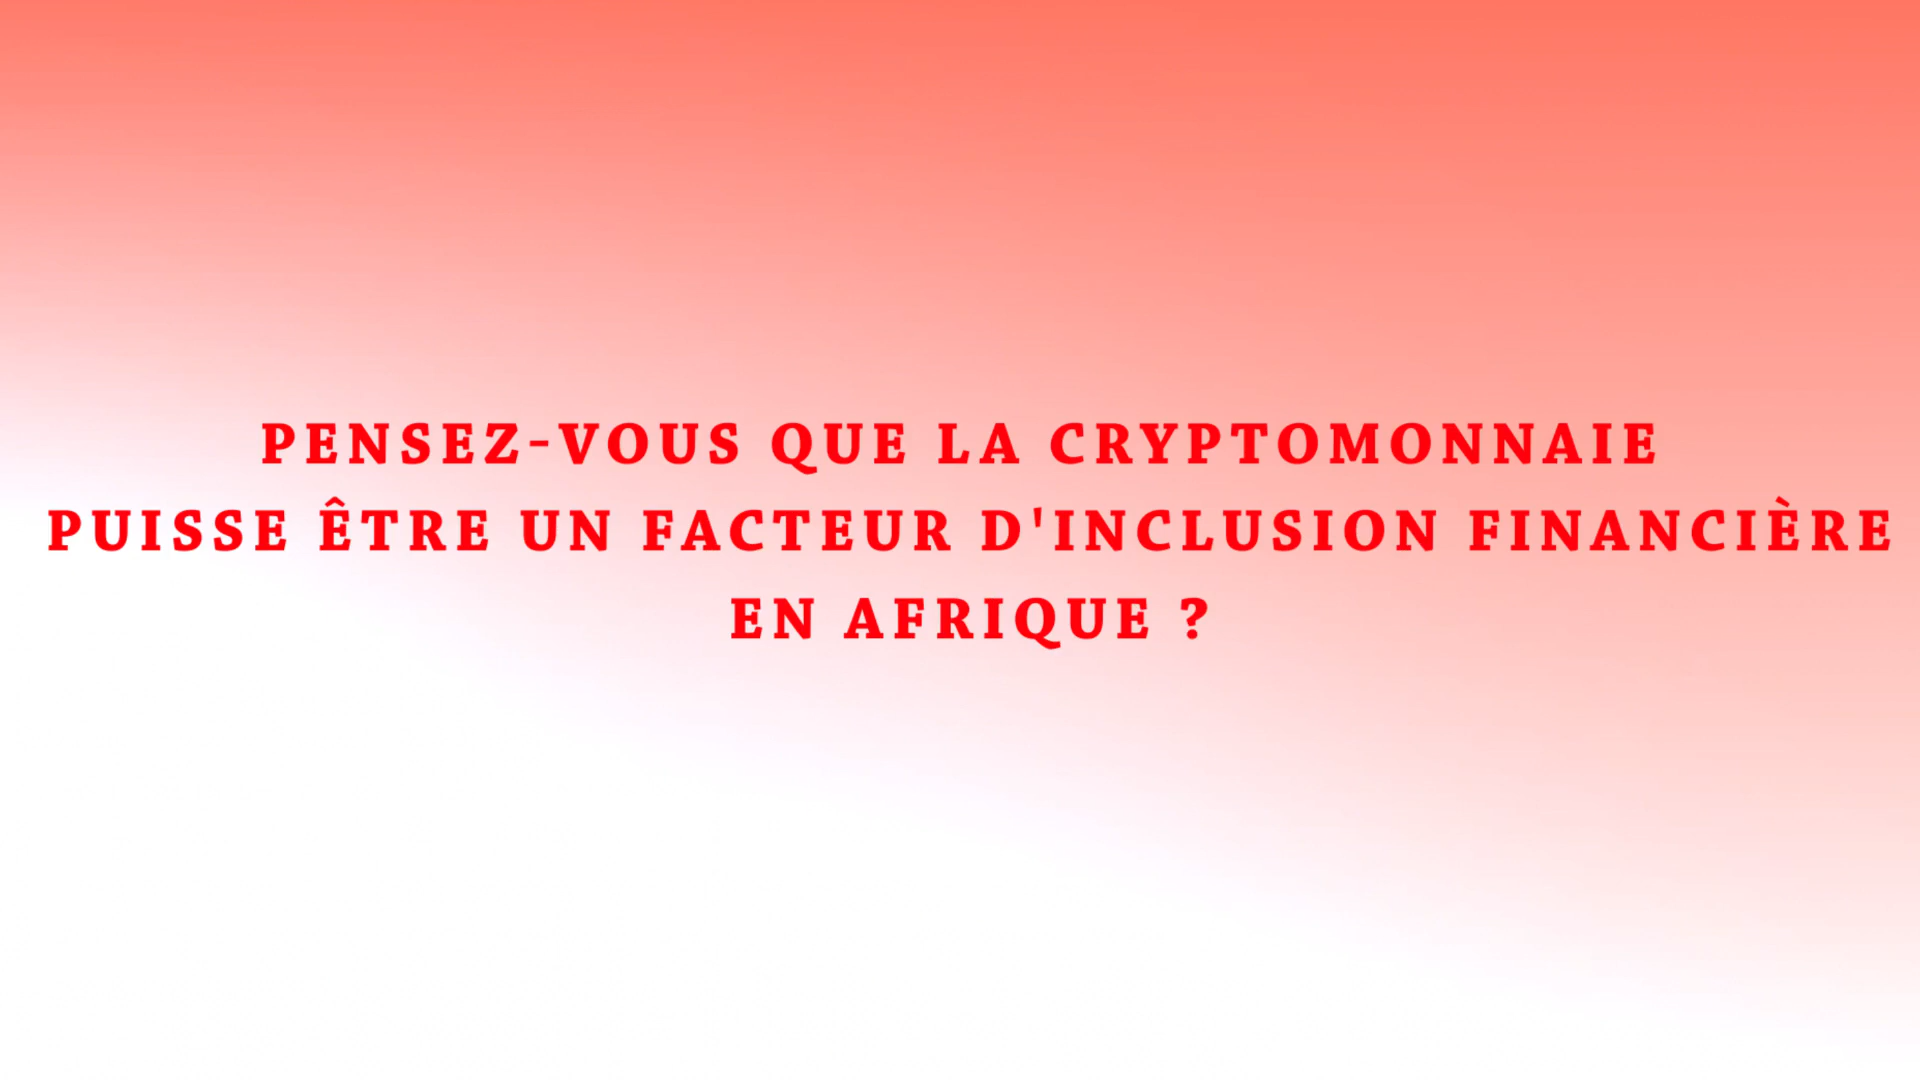 PENSEZ-VOUS QUE LA CRYPTOMONNAIE
PUISSE ÊTRE UN FACTEUR D'INCLUSION FINANCIÈRE
EN AFRIQUE ?